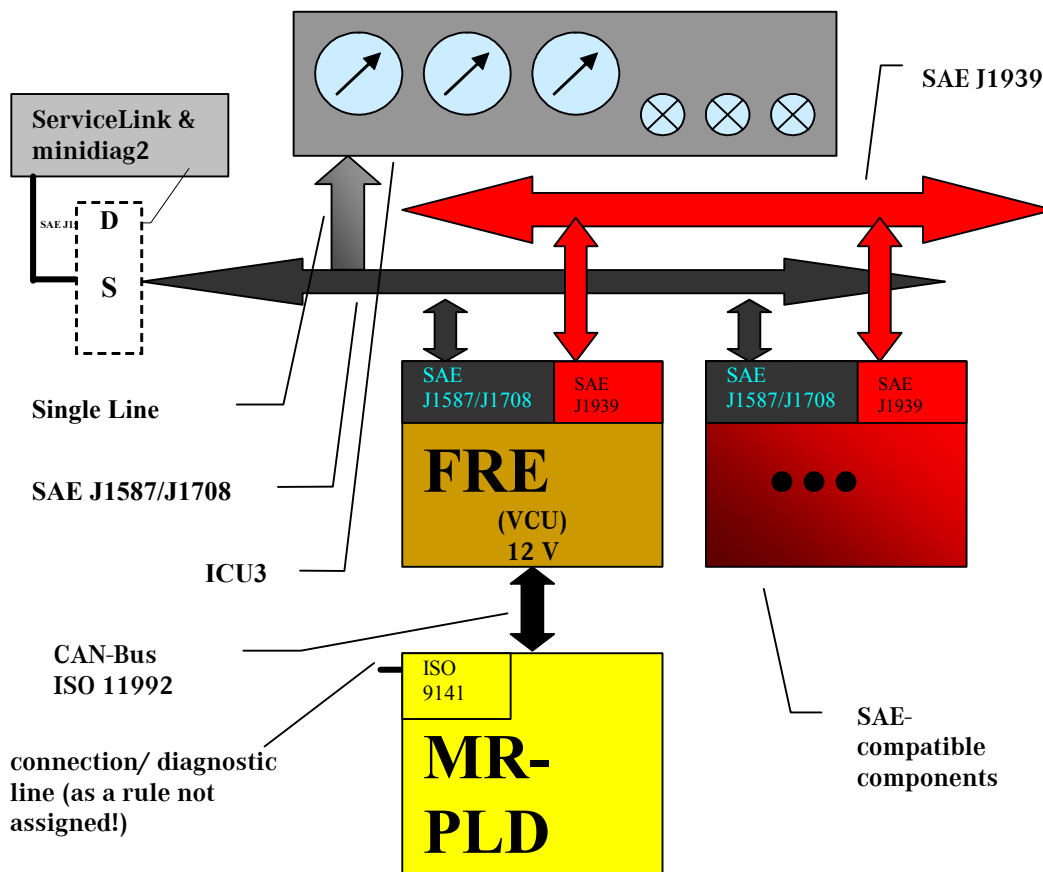 SAE J1939
ServiceLink &
minidiag2
SAE J15
D
S
Single Line
SAE J1587/J1708
ICU3
SAE
J1587/J1708
SAE
J1939
SAE
J1587/J1708
SAE
J1939
FRE
(VCU)
12 V
CAN-Bus
ISO 11992
ISO
9141
MR-
PLD
connection/ diagnostic
line (as a rule not
assigned!)
SAE-
compatible
components